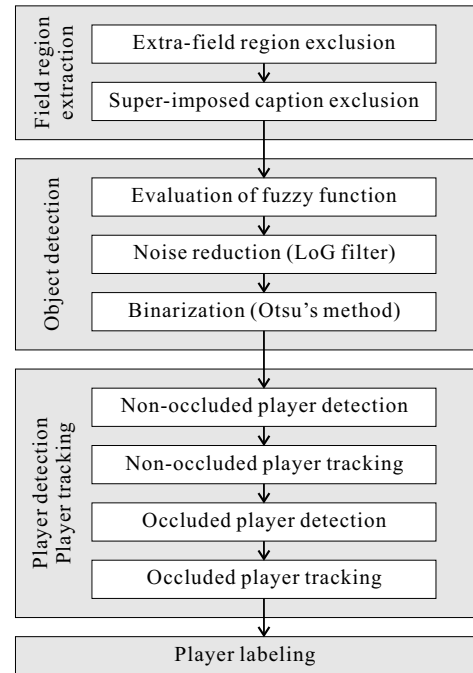 Field region
extraction
Extra-field region exclusion
Super-imposed caption exclusion
Object detection
Evaluation of fuzzy function
Noise reduction (LoG filter)
Binarization (Otsu's method)
Player detection
Player tracking
Non-occluded player detection
Non-occluded player tracking
Occluded player detection
Occluded player tracking
Player labeling